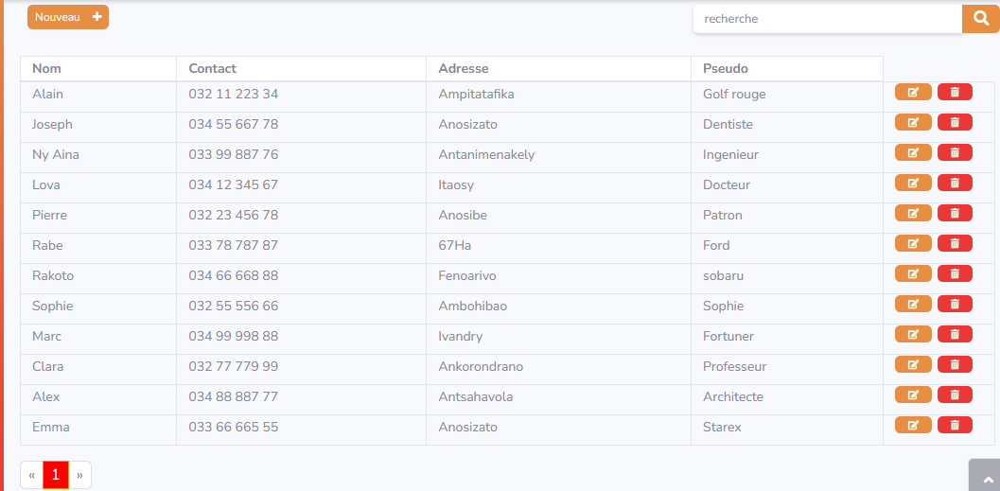 Nouveau +
recherche
Nom Contact Adresse Pseudo
Alain 032 11 223 34 Ampitatafika Golf rouge
Joseph 034 55 667 78 Anosizato Dentiste
Ny Aina 033 99 887 76 Antanimenakely Ingenieur
Lova 034 12 345 67 Itaosy Docteur
Pierre 032 23 456 78 Anosibe Patron
Rabe 033 78 787 87 67Ha Ford
Rakoto 034 66 668 88 Fenoarivo sobaru
Sophie 032 55 556 66 Ambohibao Sophie
Marc 034 99 998 88 Ivandry Fortuner
Clara 032 77 779 99 Ankorondrano Professeur
Alex 034 88 887 77 Antsahavola Architecte
Emma 033 66 665 55 Anosizato Starex
« 1 »